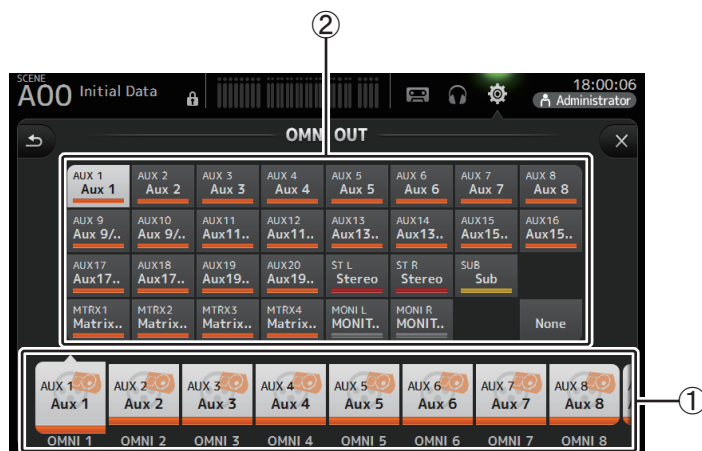 ②
SCENE
A00 Initial Data
18:00:06
Administrator
OMNI OUT
AUX 1 AUX 2 AUX 3 AUX 4 AUX 5 AUX 6 AUX 7 AUX 8
Aux 1 Aux 2 Aux 3 Aux 4 Aux 5 Aux 6 Aux 7 Aux 8
AUX 9 AUX10 AUX11 AUX12 AUX13 AUX14 AUX15 AUX16
Aux 9/.. Aux 9/.. Aux11.. Aux11.. Aux13.. Aux13.. Aux15.. Aux15..
AUX17 AUX18 AUX19 AUX20 ST L ST R SUB
Aux17.. Aux17.. Aux19.. Aux19.. Stereo Stereo Sub
MTRX1 MTRX2 MTRX3 MTRX4 MONI L MONI R
Matrix.. Matrix.. Matrix.. Matrix.. MONIT.. MONIT.. None
AUX 1 AUX 2 AUX 3 AUX 4 AUX 5 AUX 6 AUX 7 AUX 8
Aux 1 Aux 2 Aux 3 Aux 4 Aux 5 Aux 6 Aux 7 Aux 8
①
OMNI 1 OMNI 2 OMNI 3 OMNI 4 OMNI 5 OMNI 6 OMNI 7 OMNI 8